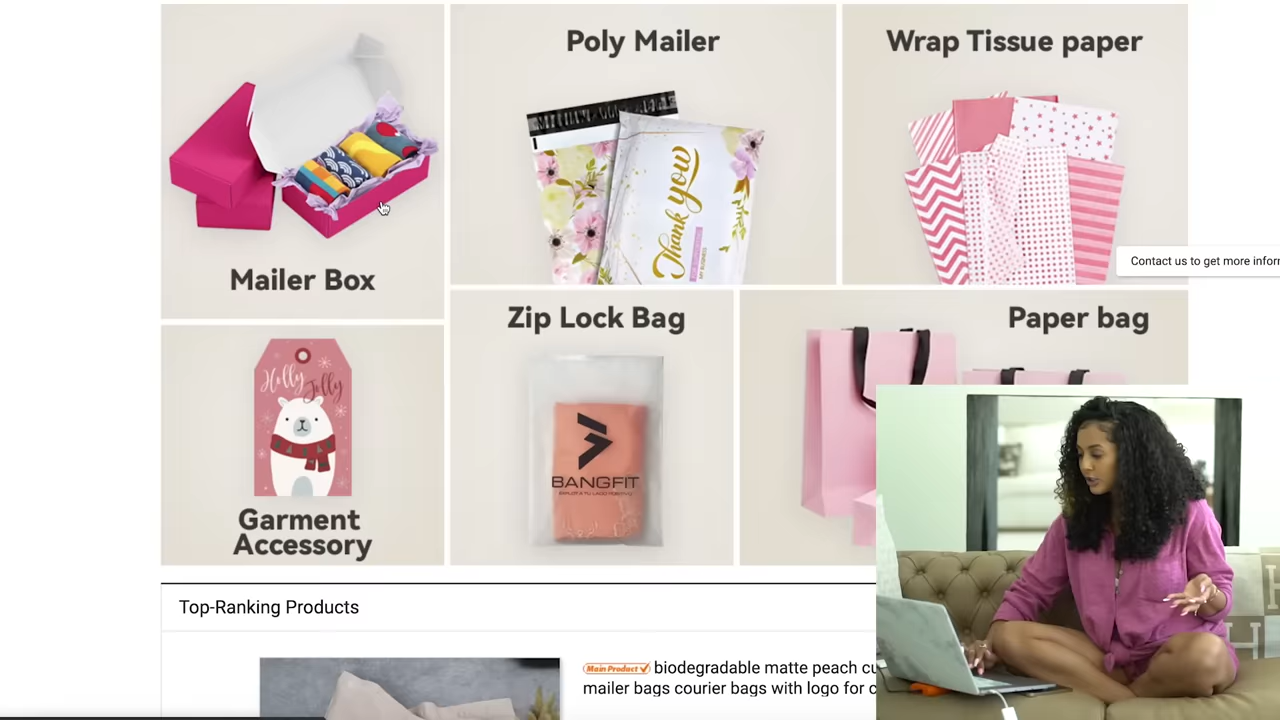 Poly Mailer
Wrap Tissue paper
Thank you
MY BUSINESS
Mailer Box
Contact us to get more infor
Zip Lock Bag
Paper bag
Holly
Jolly
BANGFIT
Garment
Accessory
Top-Ranking Products
Main Product biodegradable matte peach cu
mailer bags courier bags with logo for c
H
H